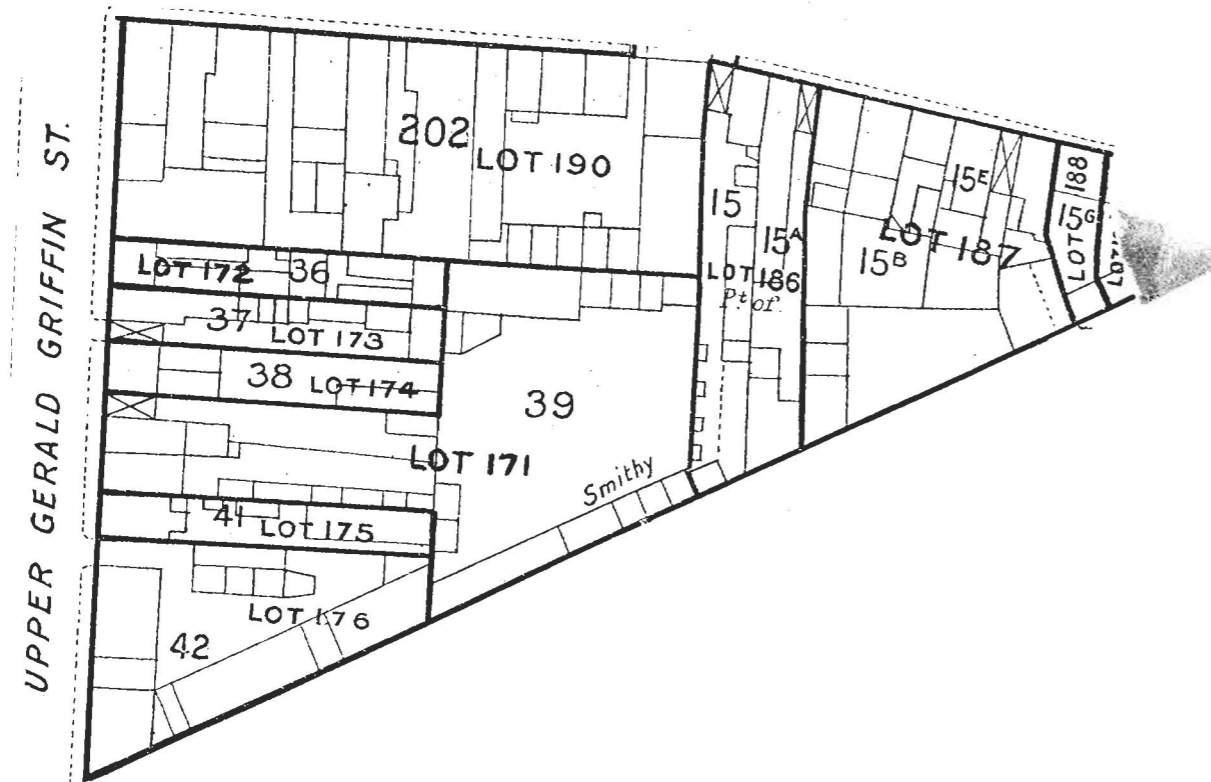 UPPER GERALD GRIFFIN ST.
202
LOT 190
188
15E
15G
15
LOT
15A
LOT 187
15B
LOT 172
36
LOT 186
Pt of
37
LOT 173
38
LOT 174
39
LOT 171
Smithy
41
LOT 175
LOT 176
42